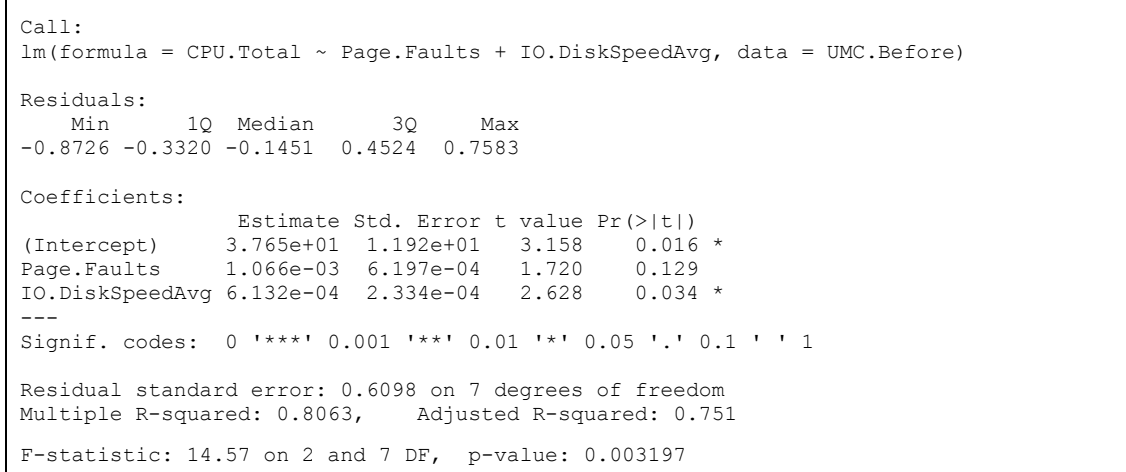 Call:
lm(formula = CPU.Total ~ Page.Faults + IO.DiskSpeedAvg, data = UMC.Before)
Residuals:
Min 1Q Median 3Q Max
-0.8726 -0.3320 -0.1451 0.4524 0.7583
Coefficients:
Estimate Std. Error t value Pr(>|t|)
(Intercept) 3.765e+01 1.192e+01 3.158 0.016 *
Page.Faults 1.066e-03 6.197e-04 1.720 0.129
IO.DiskSpeedAvg 6.132e-04 2.334e-04 2.628 0.034 *
---
Signif. codes: 0 '***' 0.001 '**' 0.01 '*' 0.05 '.' 0.1 ' ' 1
Residual standard error: 0.6098 on 7 degrees of freedom
Multiple R-squared: 0.8063, Adjusted R-squared: 0.751
F-statistic: 14.57 on 2 and 7 DF, p-value: 0.003197